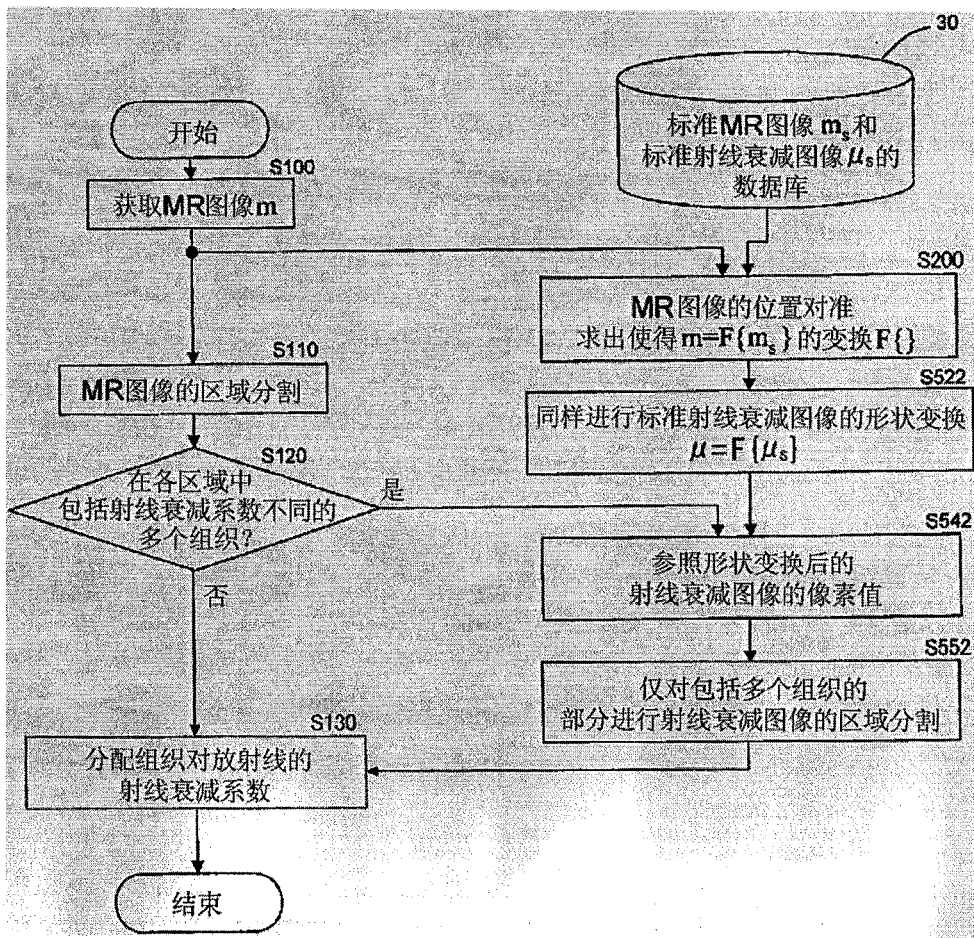 30
标准MR图像 mₛ和
标准射线衰减图像μₛ的
数据库
开始
S100
获取MR图像m
S200
MR图像的位置对准
求出使得m=F{mₛ}的变换F{}
S110
MR图像的区域分割
S522
同样进行标准射线衰减图像的形状变换
μ=F{μₛ}
S120
在各区域中
包括射线衰减系数不同的
多个组织?
是
否
S542
参照形状变换后的
射线衰减图像的像素值
S552
仅对包括多个组织的
部分进行射线衰减图像的区域分割
S130
分配组织对放射线的
射线衰减系数
结束